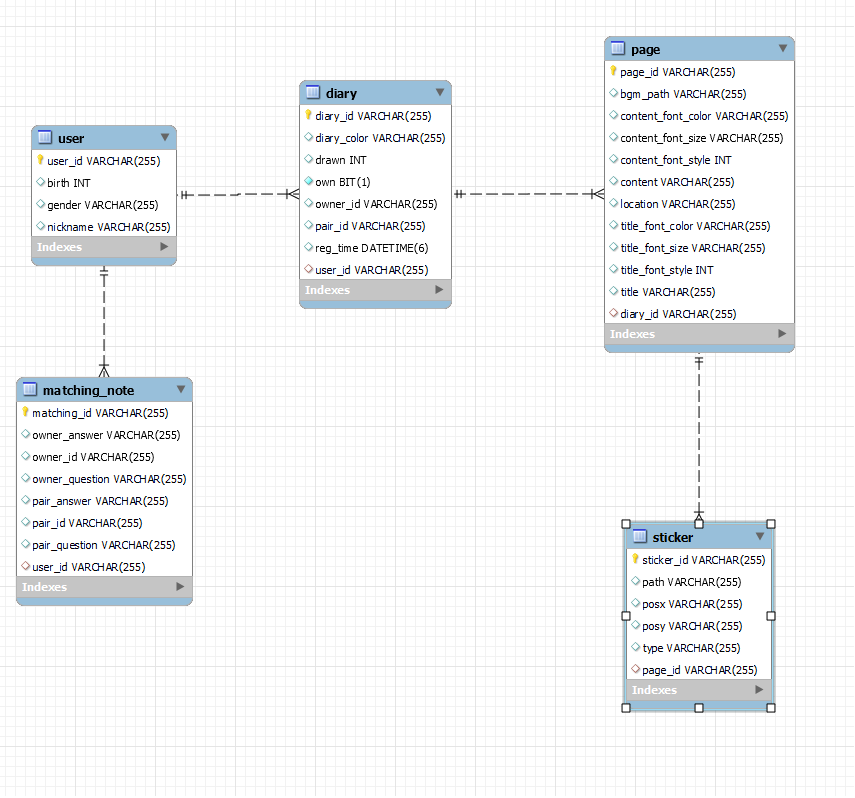 user
user_id VARCHAR(255)
birth INT
gender VARCHAR(255)
nickname VARCHAR(255)
Indexes
diary
diary_id VARCHAR(255)
diary_color VARCHAR(255)
drawn INT
own BIT(1)
owner_id VARCHAR(255)
pair_id VARCHAR(255)
reg_time DATETIME(6)
user_id VARCHAR(255)
Indexes
page
page_id VARCHAR(255)
bgm_path VARCHAR(255)
content_font_color VARCHAR(255)
content_font_size VARCHAR(255)
content_font_style INT
content VARCHAR(255)
location VARCHAR(255)
title_font_color VARCHAR(255)
title_font_size VARCHAR(255)
title_font_style INT
title VARCHAR(255)
diary_id VARCHAR(255)
Indexes
matching_note
matching_id VARCHAR(255)
owner_answer VARCHAR(255)
owner_id VARCHAR(255)
owner_question VARCHAR(255)
pair_answer VARCHAR(255)
pair_id VARCHAR(255)
pair_question VARCHAR(255)
user_id VARCHAR(255)
Indexes
sticker
sticker_id VARCHAR(255)
path VARCHAR(255)
posx VARCHAR(255)
posy VARCHAR(255)
type VARCHAR(255)
page_id VARCHAR(255)
Indexes